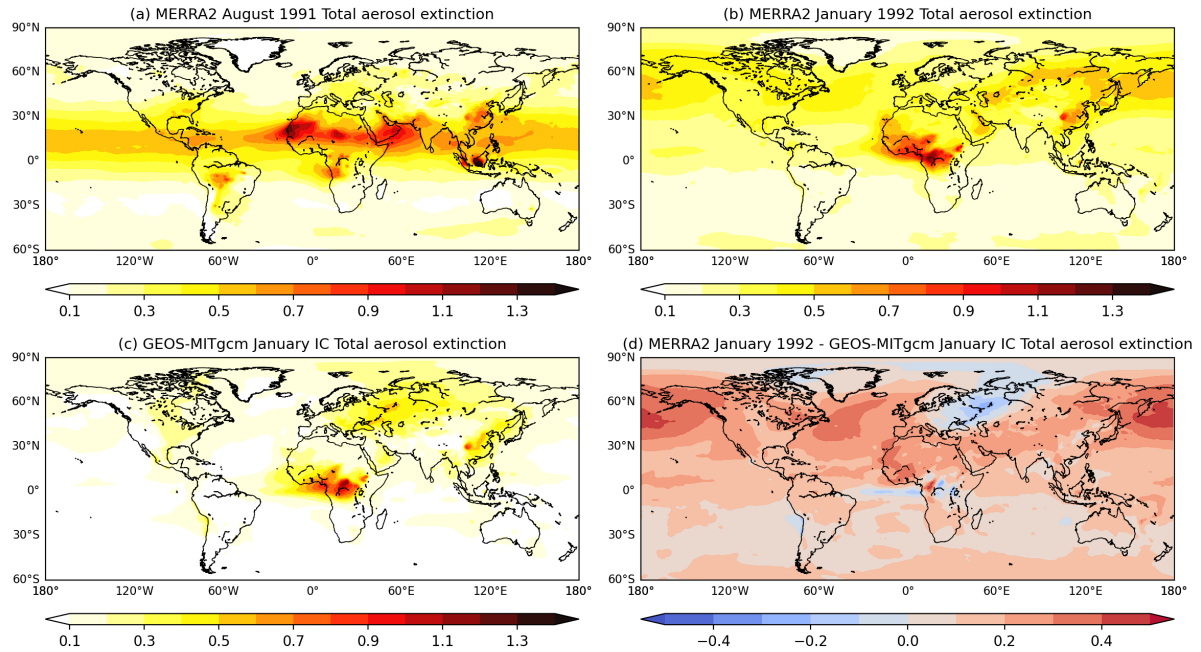 (a) MERRA2 August 1991 Total aerosol extinction
90°N
60°N
30°N
0°
30°S
60°S
180° 120°W 60°W 0° 60°E 120°E 180°
0.1 0.3 0.5 0.7 0.9 1.1 1.3
(b) MERRA2 January 1992 Total aerosol extinction
90°N
60°N
30°N
0°
30°S
60°S
180° 120°W 60°W 0° 60°E 120°E 180°
0.1 0.3 0.5 0.7 0.9 1.1 1.3
(c) GEOS-MITgcm January IC Total aerosol extinction
90°N
60°N
30°N
0°
30°S
60°S
180° 120°W 60°W 0° 60°E 120°E 180°
0.1 0.3 0.5 0.7 0.9 1.1 1.3
(d) MERRA2 January 1992 - GEOS-MITgcm January IC Total aerosol extinction
90°N
60°N
30°N
0°
30°S
60°S
180° 120°W 60°W 0° 60°E 120°E 180°
−0.4 −0.2 0.0 0.2 0.4